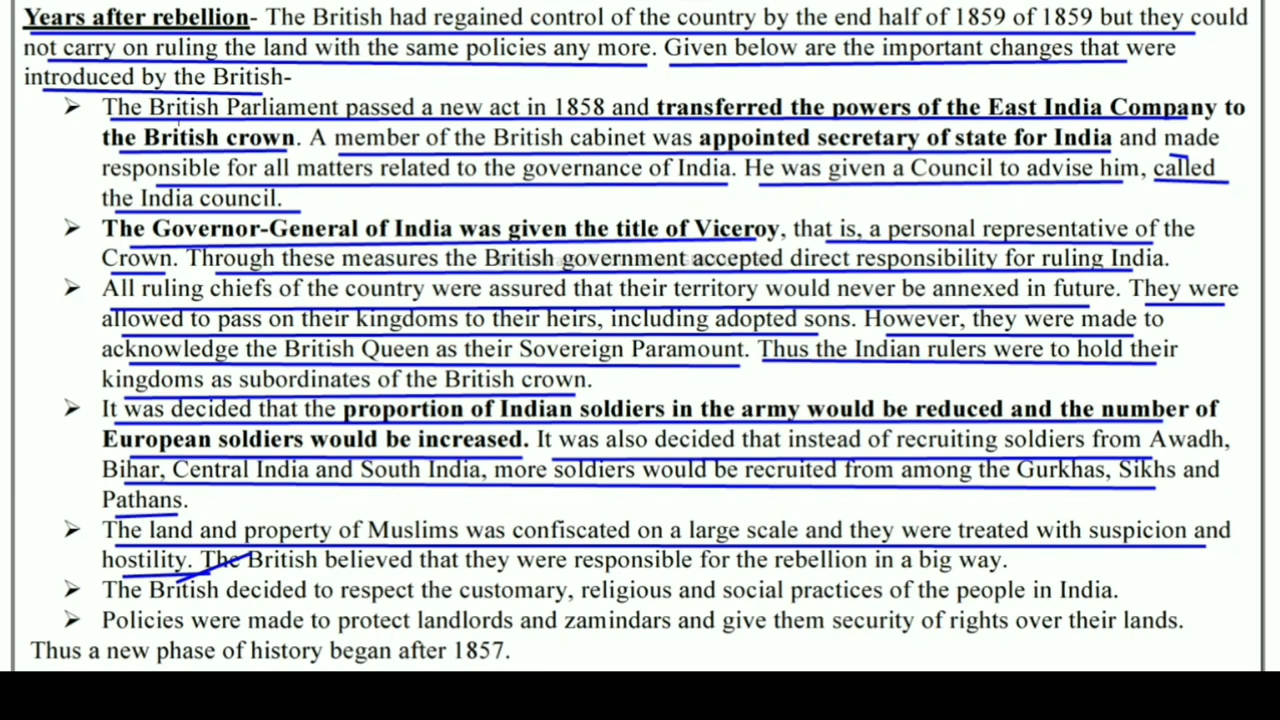 Years after rebellion- The British had regained control of the country by the end half of 1859 of 1859 but they could
not carry on ruling the land with the same policies any more. Given below are the important changes that were
introduced by the British-
➢ The British Parliament passed a new act in 1858 and transferred the powers of the East India Company to
the British crown. A member of the British cabinet was appointed secretary of state for India and made
responsible for all matters related to the governance of India. He was given a Council to advise him, called
the India council.
➢ The Governor-General of India was given the title of Viceroy, that is, a personal representative of the
Crown. Through these measures the British government accepted direct responsibility for ruling India.
➢ All ruling chiefs of the country were assured that their territory would never be annexed in future. They were
allowed to pass on their kingdoms to their heirs, including adopted sons. However, they were made to
acknowledge the British Queen as their Sovereign Paramount. Thus the Indian rulers were to hold their
kingdoms as subordinates of the British crown.
➢ It was decided that the proportion of Indian soldiers in the army would be reduced and the number of
European soldiers would be increased. It was also decided that instead of recruiting soldiers from Awadh,
Bihar, Central India and South India, more soldiers would be recruited from among the Gurkhas, Sikhs and
Pathans.
➢ The land and property of Muslims was confiscated on a large scale and they were treated with suspicion and
hostility. The British believed that they were responsible for the rebellion in a big way.
➢ The British decided to respect the customary, religious and social practices of the people in India.
➢ Policies were made to protect landlords and zamindars and give them security of rights over their lands.
Thus a new phase of history began after 1857.